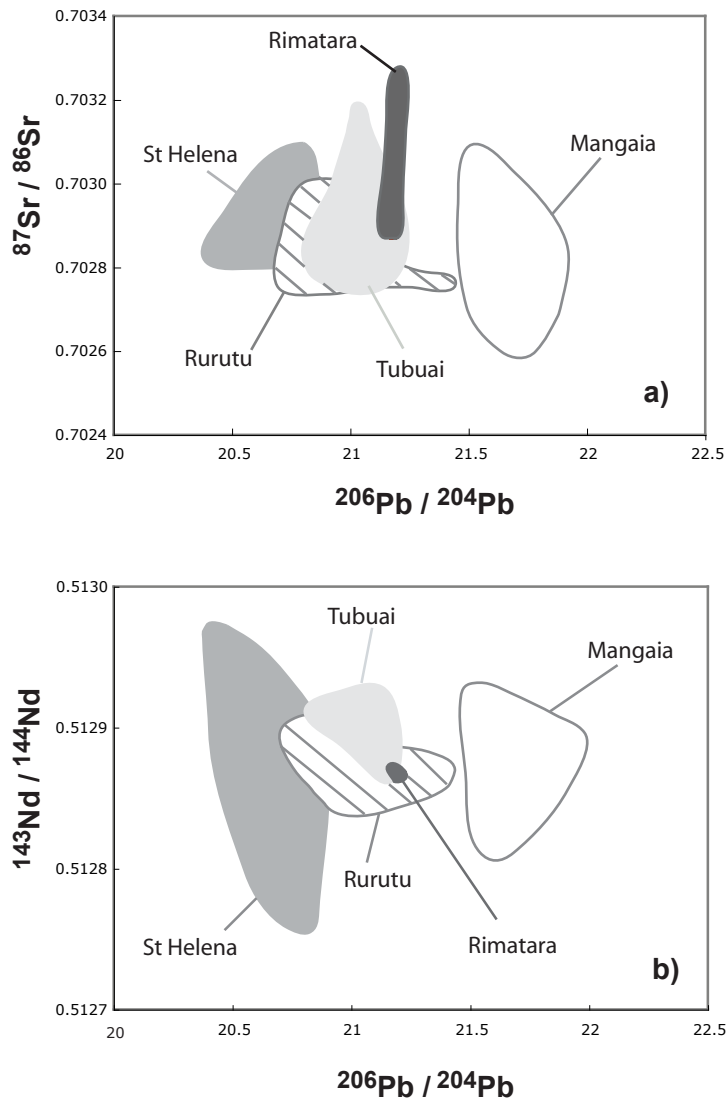 0.7034
Rimatara
0.7032
St Helena
Mangaia
0.7030
87Sr / 86Sr
0.7028
Rurutu
Tubuai
0.7026
a)
0.7024
20 20.5 21 21.5 22 22.5
206Pb / 204Pb
0.5130
Tubuai
Mangaia
0.5129
143Nd / 144Nd
0.5128
Rurutu
St Helena
Rimatara
b)
0.5127
20 20.5 21 21.5 22 22.5
206Pb / 204Pb